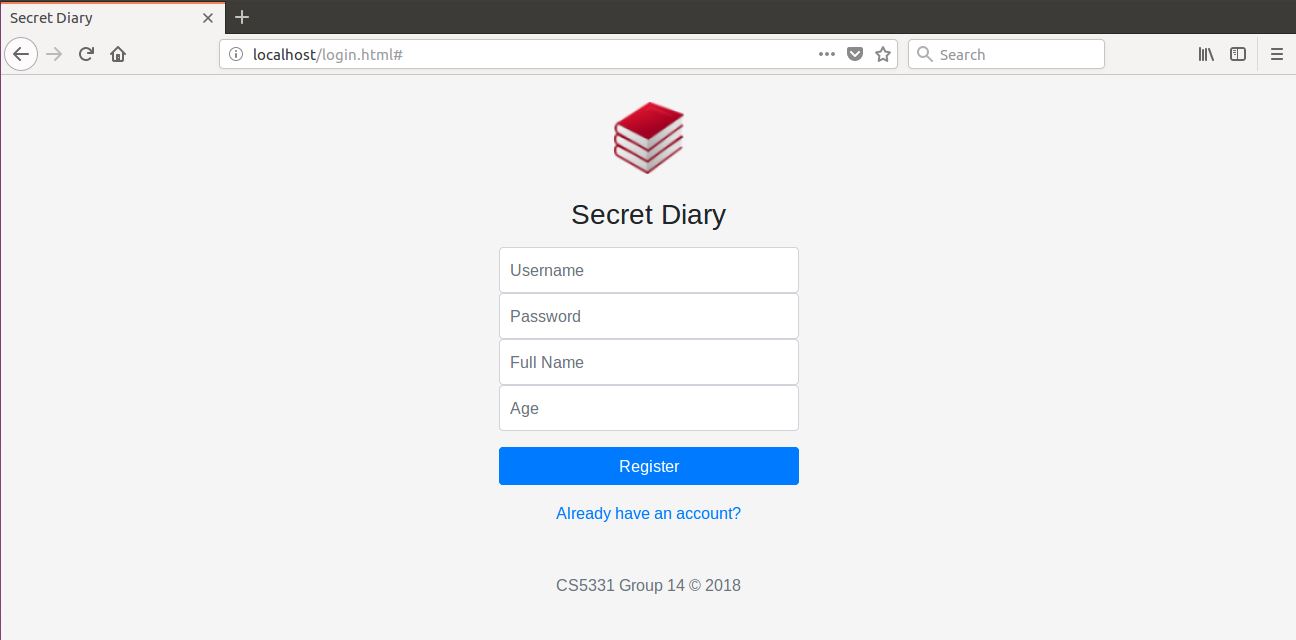 Secret Diary
localhost/login.html#
Search
Secret Diary
Username
Password
Full Name
Age
Register
Already have an account?
CS5331 Group 14 © 2018